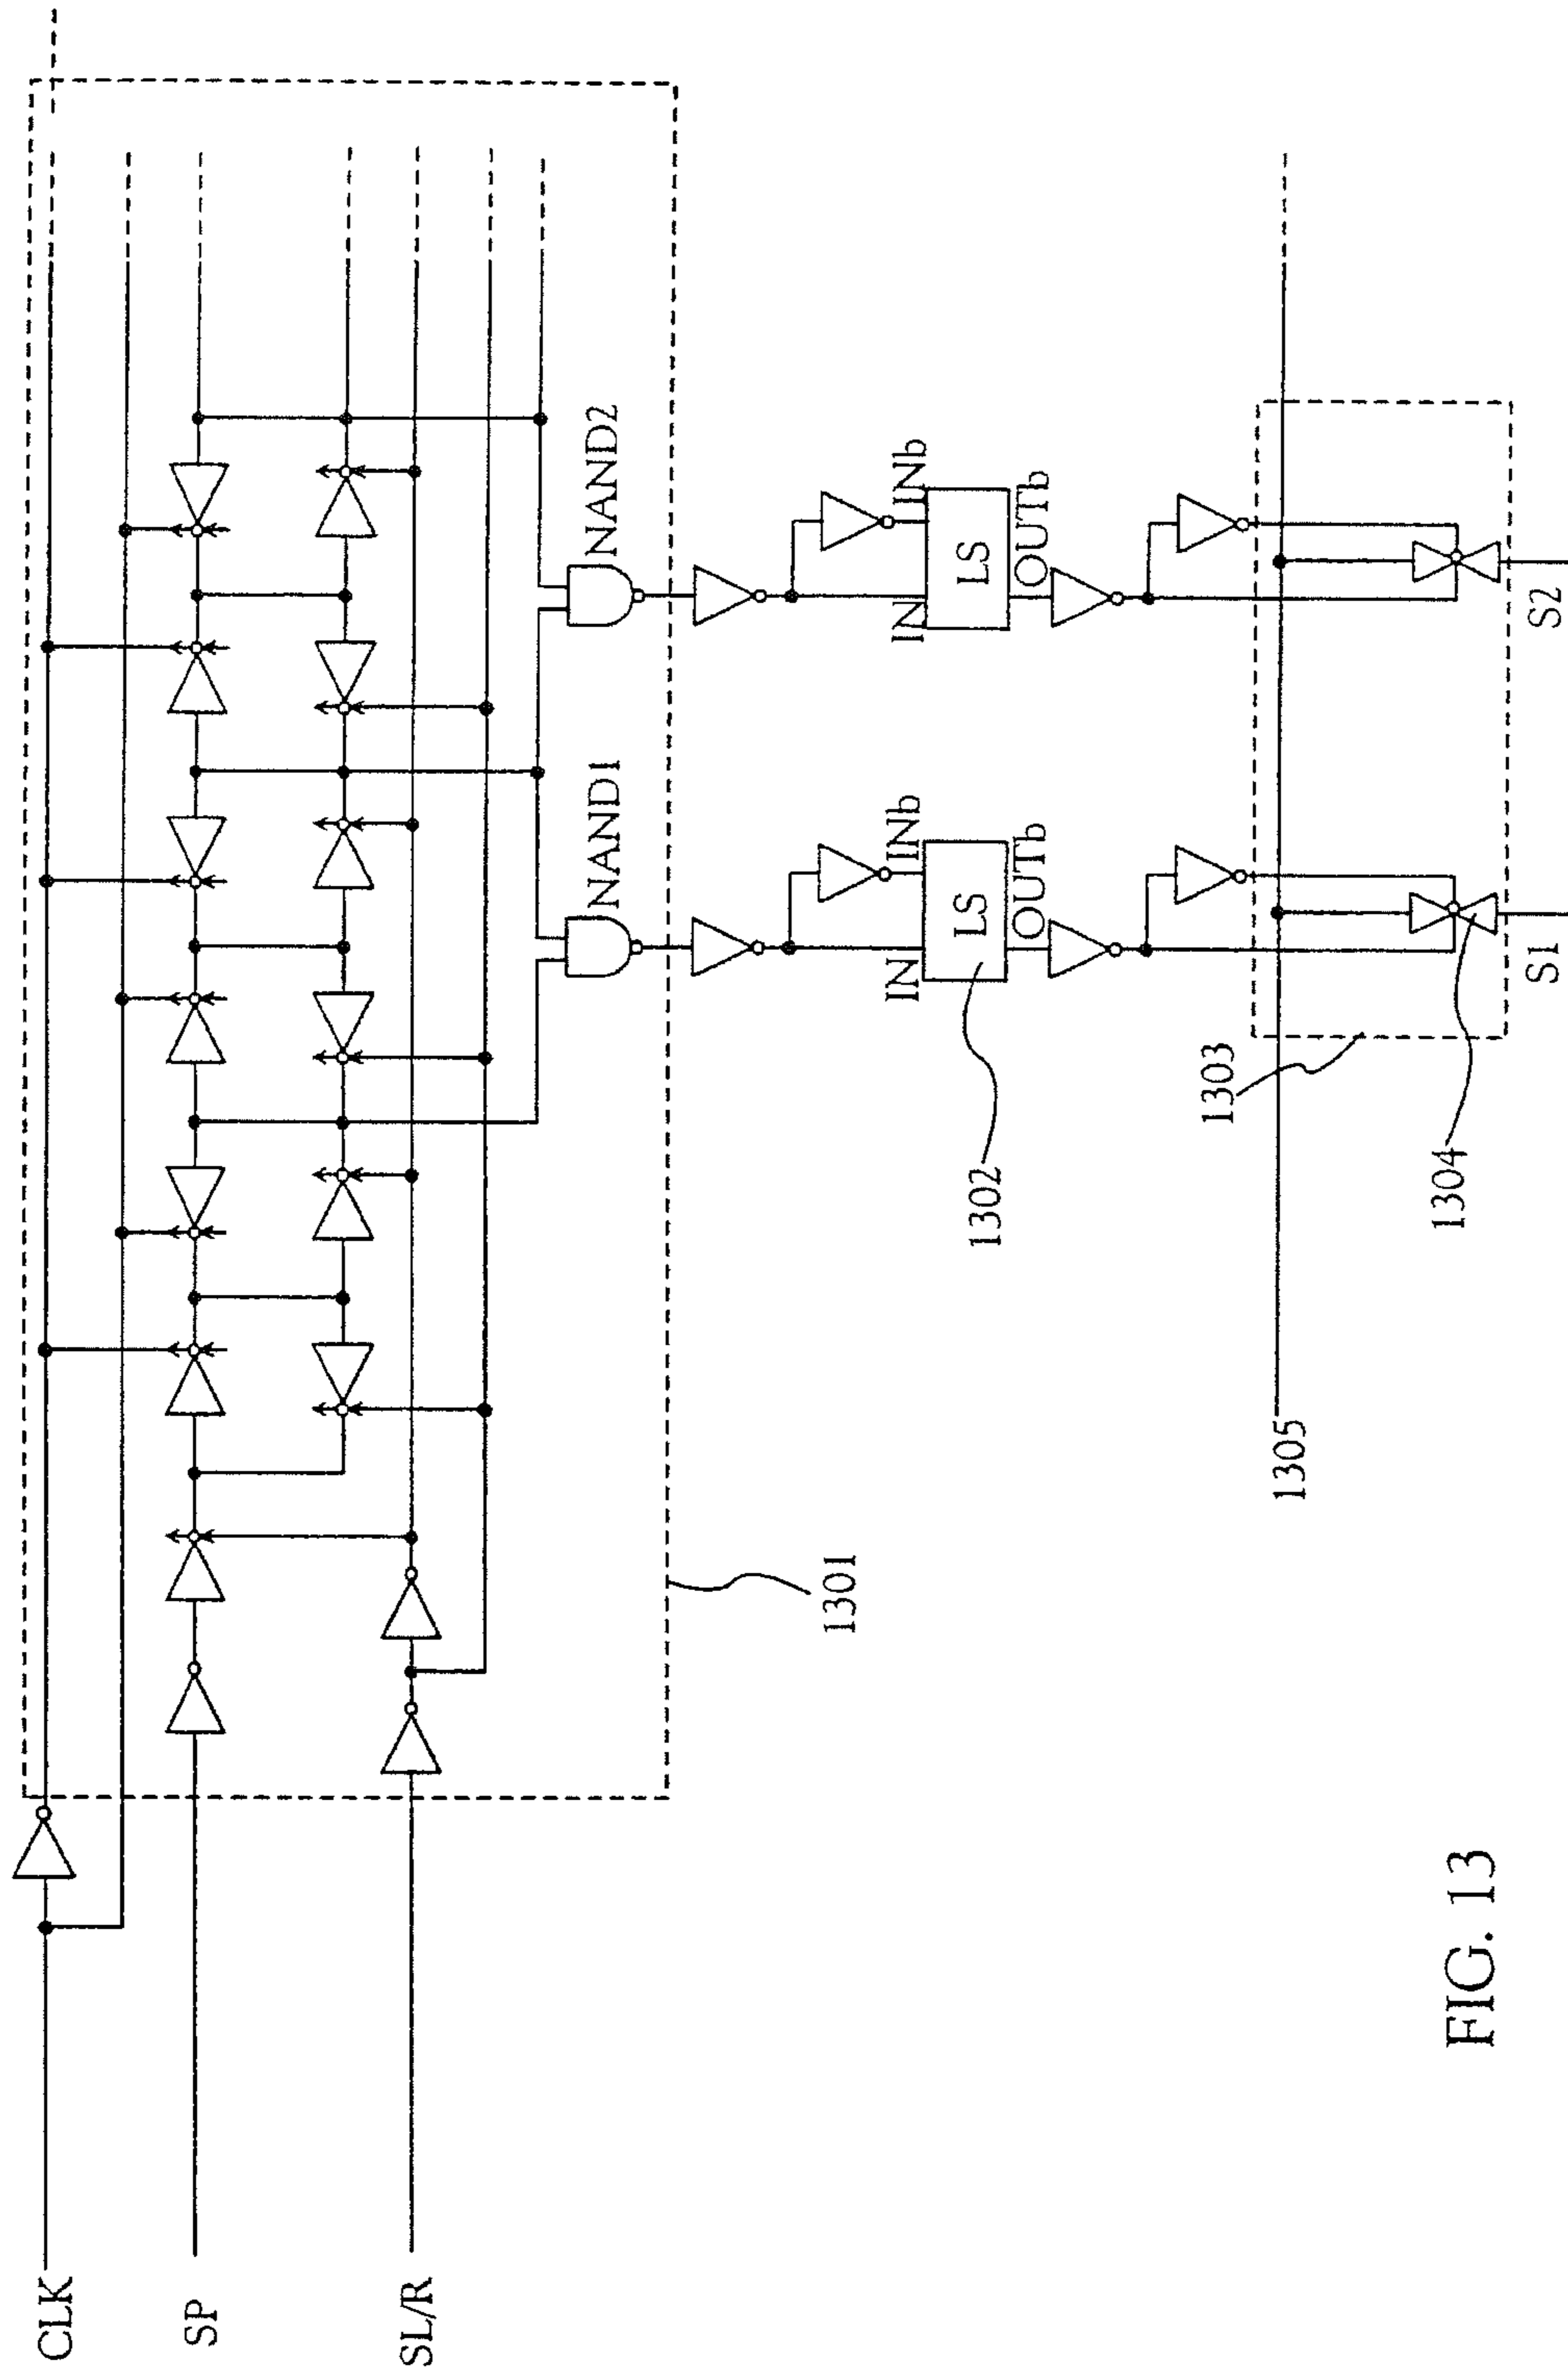 CLK
SP
SL/R
1301
NAND1
NAND2
IN
INb
LS
OUTb
IN
INb
LS
OUTb
1302
1303
1304
1305
S1
S2
FIG. 13